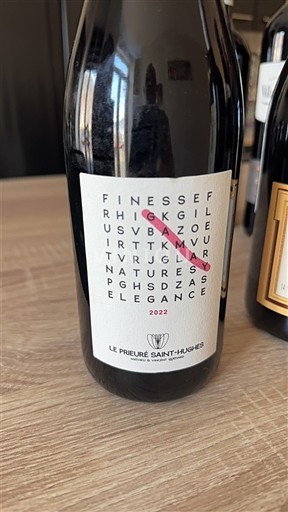 FINESSEF
RHIGKGIL
USVBAZOE
IRTTKMVU
TVRJGLAR
NATURESY
PGHSDZAS
ELEGANCE
2022
LE PRIEURÉ SAINT-HUGHES